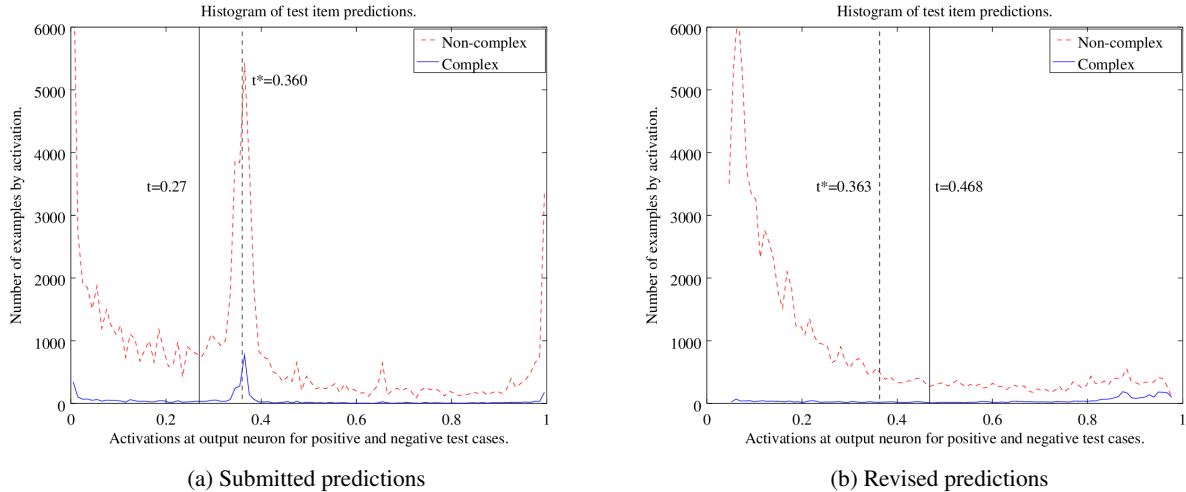 Histogram of test item predictions.
6000
5000
4000
3000
2000
1000
0
Number of examples by activation.
Non-complex
Complex
t*=0.360
t=0.27
0
0.2
0.4
0.6
0.8
1
Activations at output neuron for positive and negative test cases.
(a) Submitted predictions
Histogram of test item predictions.
6000
5000
4000
3000
2000
1000
0
Number of examples by activation.
Non-complex
Complex
t*=0.363
t=0.468
0
0.2
0.4
0.6
0.8
1
Activations at output neuron for positive and negative test cases.
(b) Revised predictions